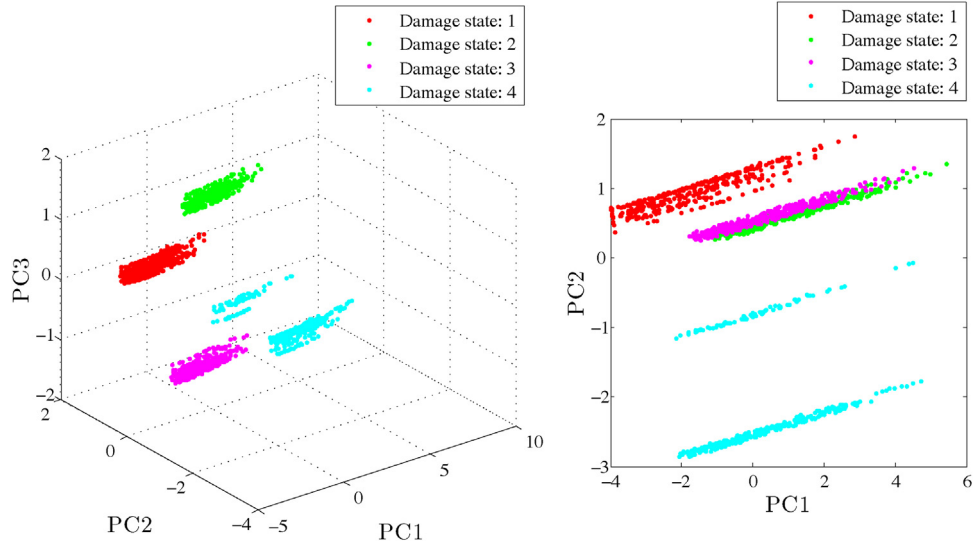 Damage state: 1
Damage state: 2
Damage state: 3
Damage state: 4
2
1
0
−1
−2
PC3
2
0
−2
−4
PC2
−5
0
5
10
PC1
Damage state: 1
Damage state: 2
Damage state: 3
Damage state: 4
2
1
0
−1
−2
−3
PC2
−4
−2
0
2
4
6
PC1